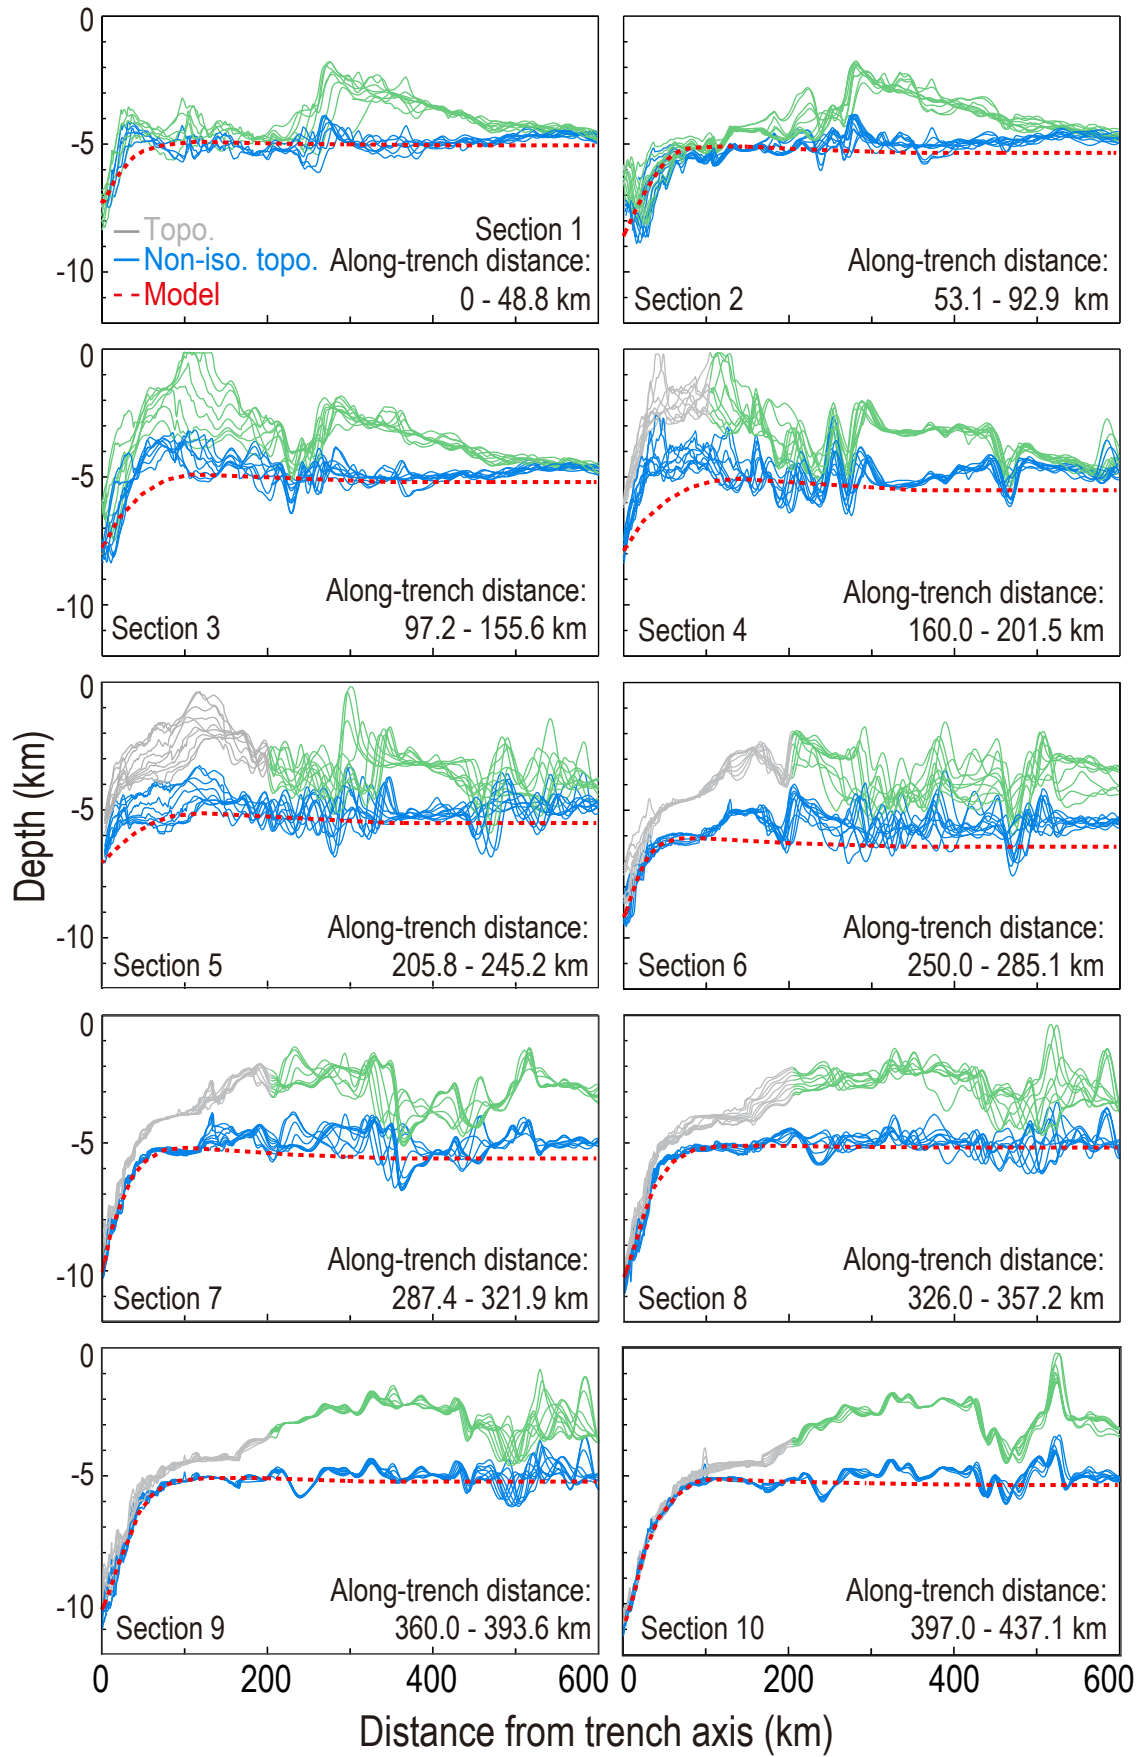 0
-5
-10
Topo.
Non-iso. topo.
Model
Section 1
Along-trench distance:
0 - 48.8 km
Section 2
Along-trench distance:
53.1 - 92.9 km
0
-5
-10
Section 3
Along-trench distance:
97.2 - 155.6 km
Section 4
Along-trench distance:
160.0 - 201.5 km
Depth (km)
0
-5
-10
Section 5
Along-trench distance:
205.8 - 245.2 km
Section 6
Along-trench distance:
250.0 - 285.1 km
0
-5
-10
Section 7
Along-trench distance:
287.4 - 321.9 km
Section 8
Along-trench distance:
326.0 - 357.2 km
0
-5
-10
Section 9
Along-trench distance:
360.0 - 393.6 km
Section 10
Along-trench distance:
397.0 - 437.1 km
0 200 400 600
0 200 400 600
Distance from trench axis (km)